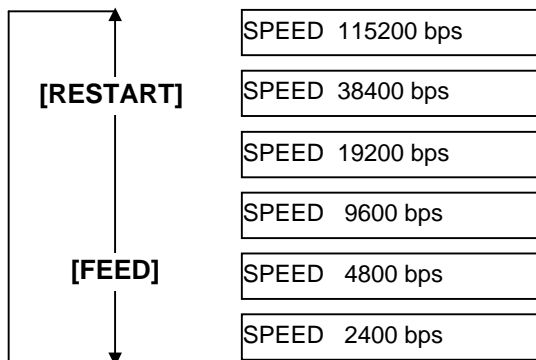 SPEED 115200 bps
[RESTART]
SPEED 38400 bps
SPEED 19200 bps
SPEED 9600 bps
[FEED]
SPEED 4800 bps
SPEED 2400 bps